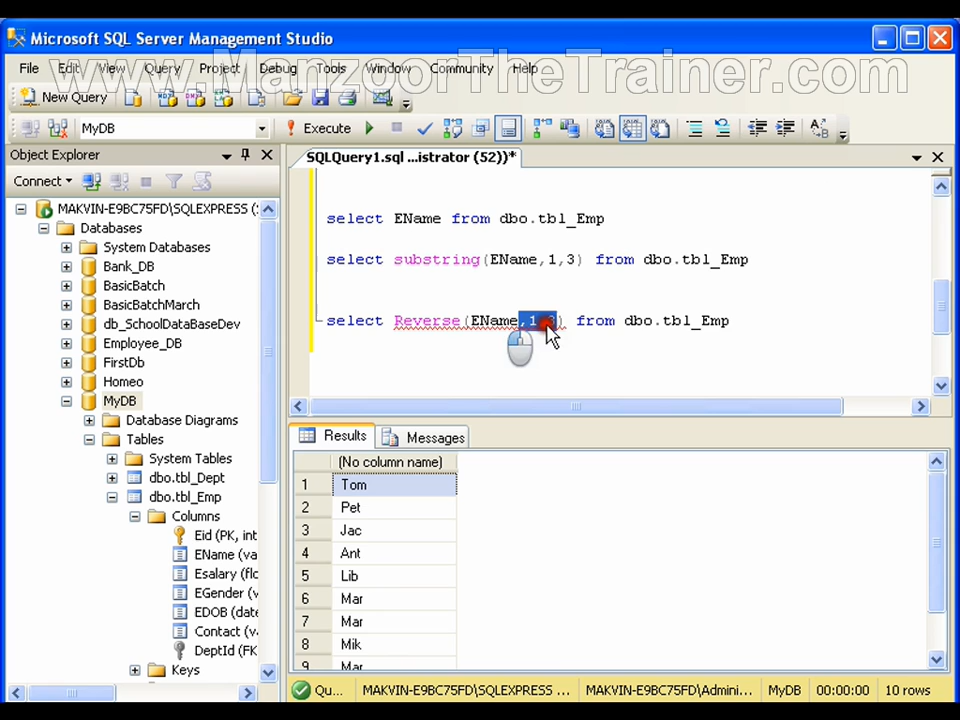 Microsoft SQL Server Management Studio
www.ManzoorTheTrainer.com
File Edit View Query Project Debug Tools Window Community Help
New Query
MyDB Execute
Object Explorer
SQLQuery1.sql ...istrator (52))*
Connect
MAKVIN-E9BC75FD\SQLEXPRESS (
Databases
System Databases
Bank_DB
BasicBatch
BasicBatchMarch
db_SchoolDataBaseDev
Employee_DB
FirstDb
Homeo
MyDB
Database Diagrams
Tables
System Tables
dbo.tbl_Dept
dbo.tbl_Emp
Columns
Eid (PK, int
EName (va
Esalary (flo
EGender (
EDOB (date
Contact (v
DeptId (FK
Keys
select EName from dbo.tbl_Emp
select substring(EName,1,3) from dbo.tbl_Emp
select Reverse(EName,1 ) from dbo.tbl_Emp
Results Messages
(No column name)
1 Tom
2 Pet
3 Jac
4 Ant
5 Lib
6 Mar
7 Mar
8 Mik
9 Mar
Qu... MAKVIN-E9BC75FD\SQLEXPRESS ... MAKVIN-E9BC75FD\Admini... MyDB 00:00:00 10 rows